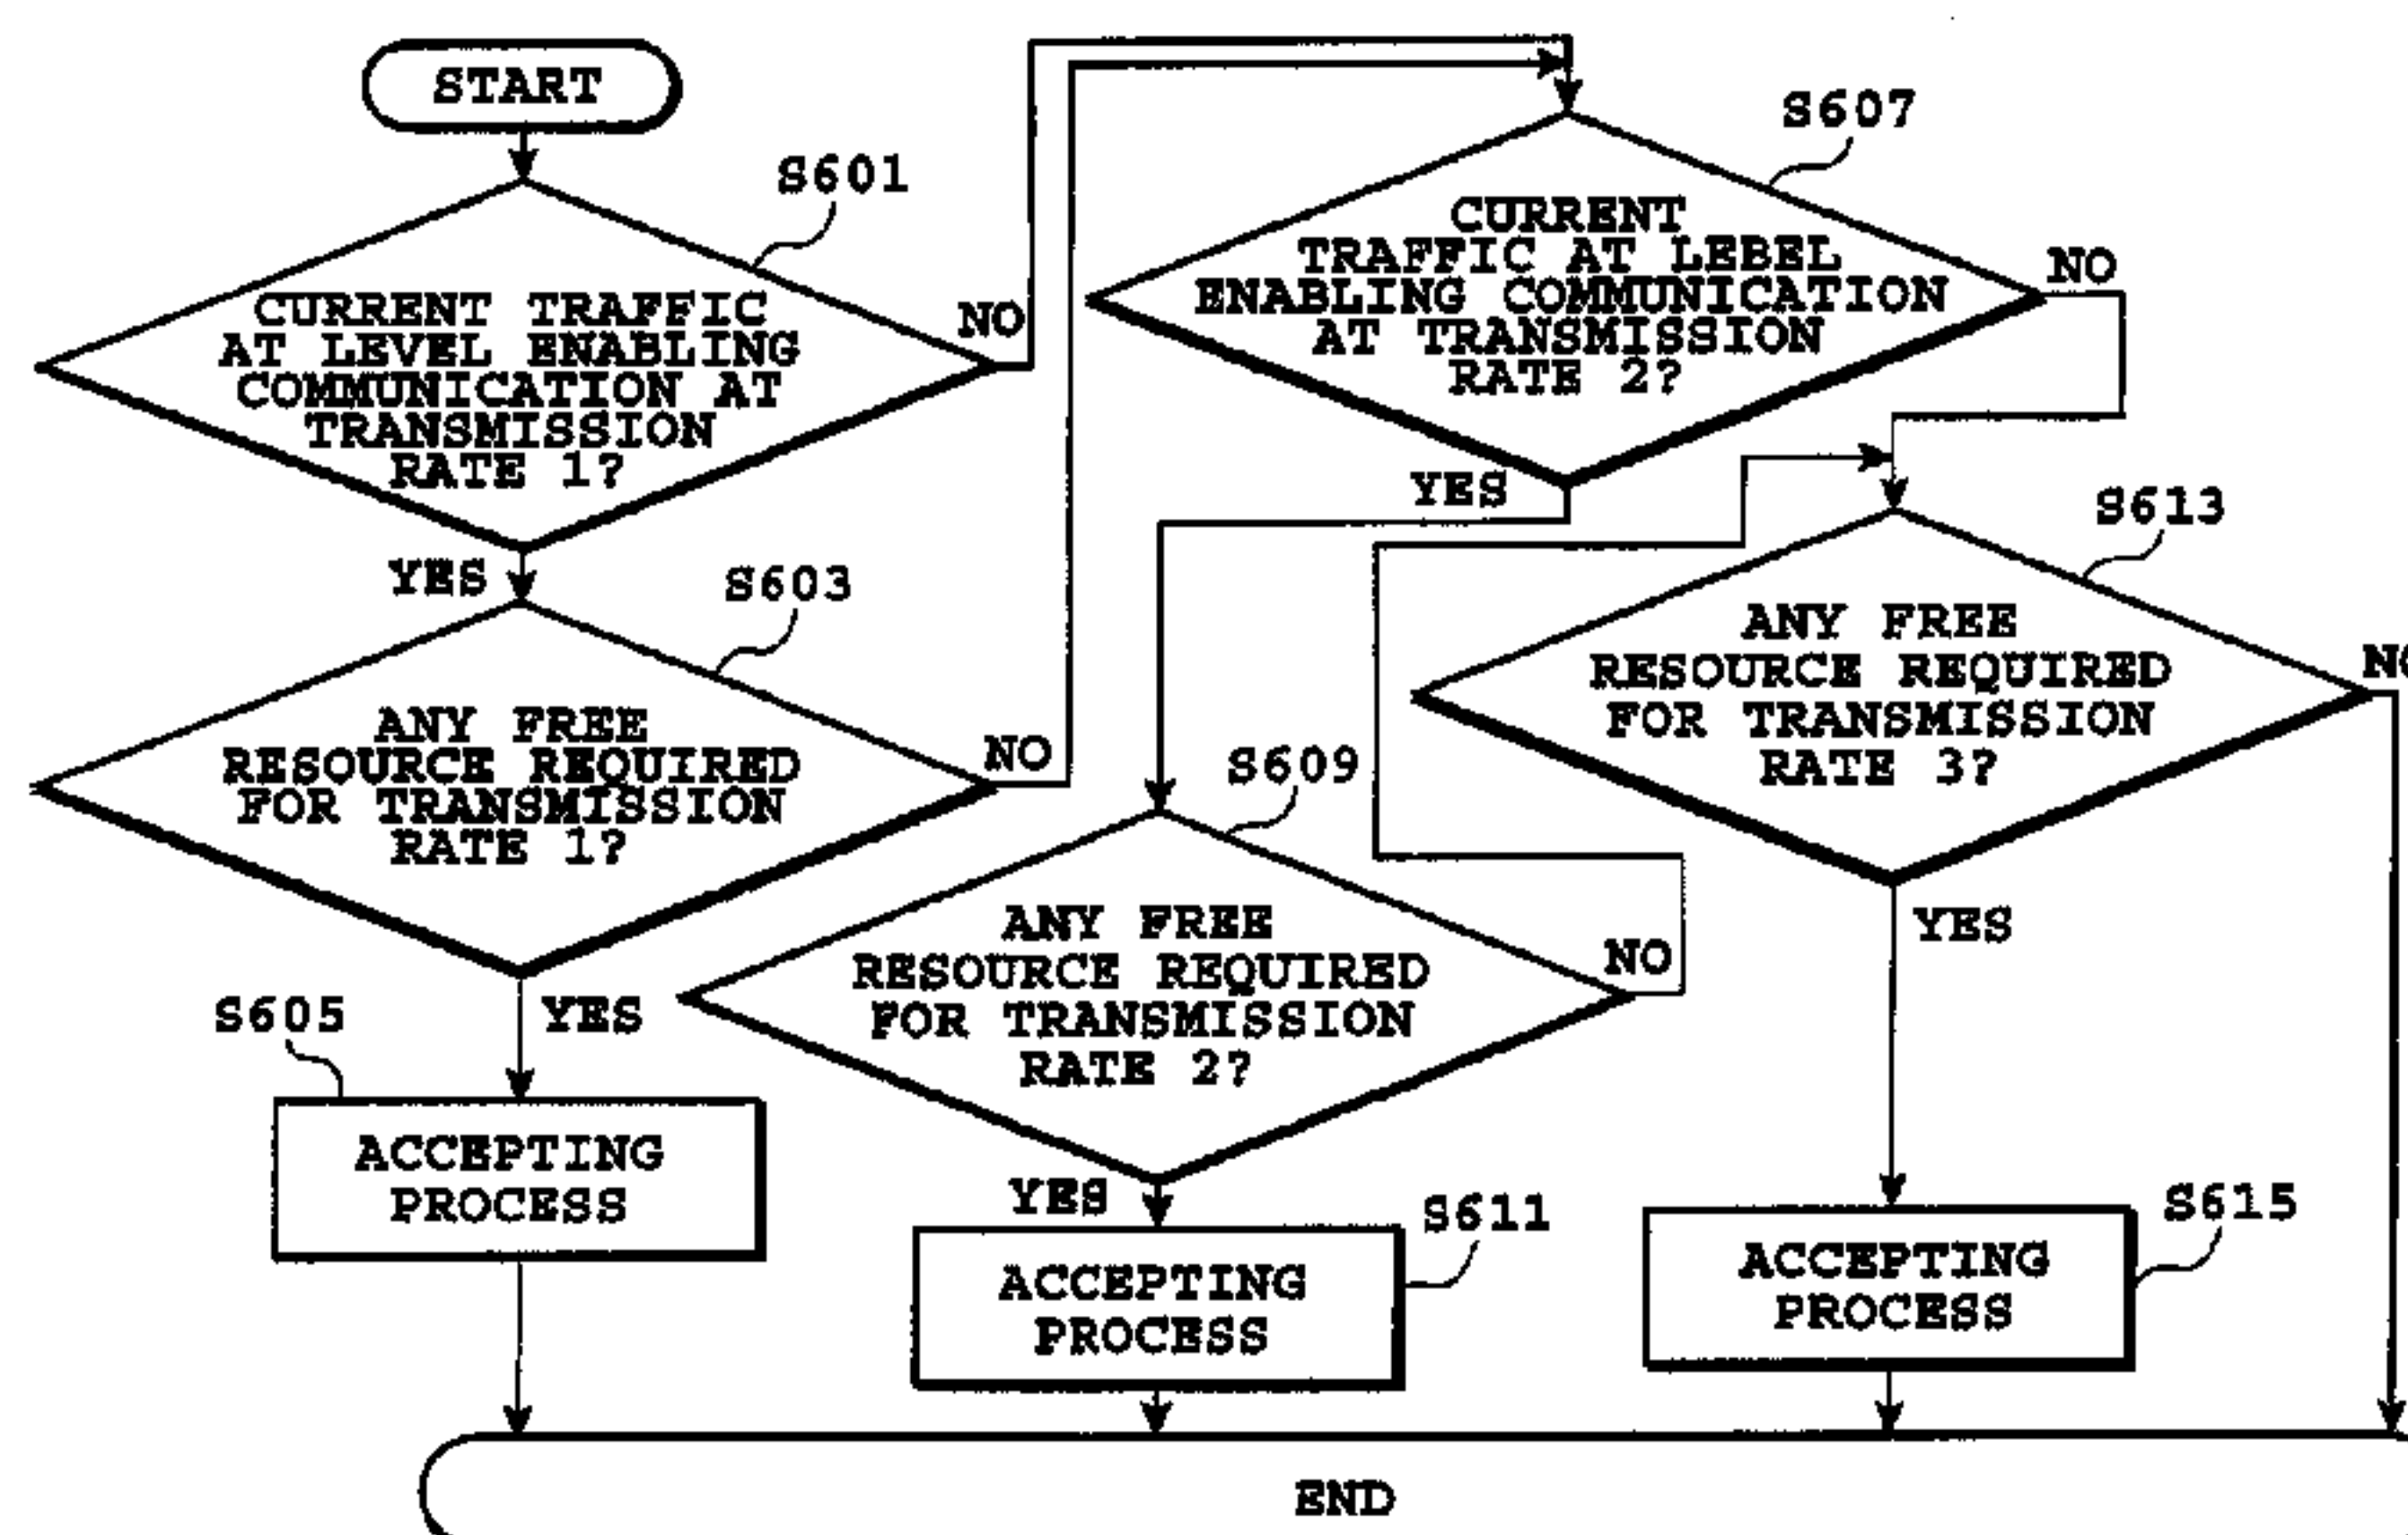 START
S601
CURRENT TRAFFIC
AT LEVEL ENABLING
COMMUNICATION AT
TRANSMISSION
RATE 1?
NO
YES
S603
ANY FREE
RESOURCE REQUIRED
FOR TRANSMISSION
RATE 1?
NO
YES
S605
ACCEPTING
PROCESS
S607
CURRENT
TRAFFIC AT LEBEL
ENABLING COMMUNICATION
AT TRANSMISSION
RATE 2?
NO
YES
S609
ANY FREE
RESOURCE REQUIRED
FOR TRANSMISSION
RATE 2?
NO
YES
S611
ACCEPTING
PROCESS
S613
ANY FREE
RESOURCE REQUIRED
FOR TRANSMISSION
RATE 3?
NO
YES
S615
ACCEPTING
PROCESS
END